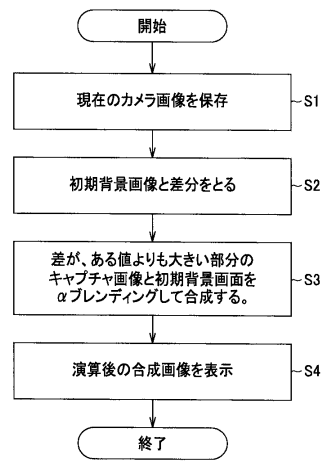 開始
現在のカメラ画像を保存
S1
初期背景画像と差分をとる
S2
差が、ある値よりも大きい部分の
キャプチャ画像と初期背景画面を
αブレンディングして合成する。
S3
演算後の合成画像を表示
S4
終了